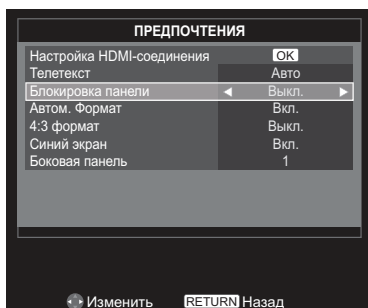 ПРЕДПОЧТЕНИЯ
Настройка HDMI-соединения OK
Телетекст Авто
Блокировка панели Выкл.
Автом. Формат Вкл.
4:3 формат Выкл.
Синий экран Вкл.
Боковая панель 1
Изменить RETURN Назад